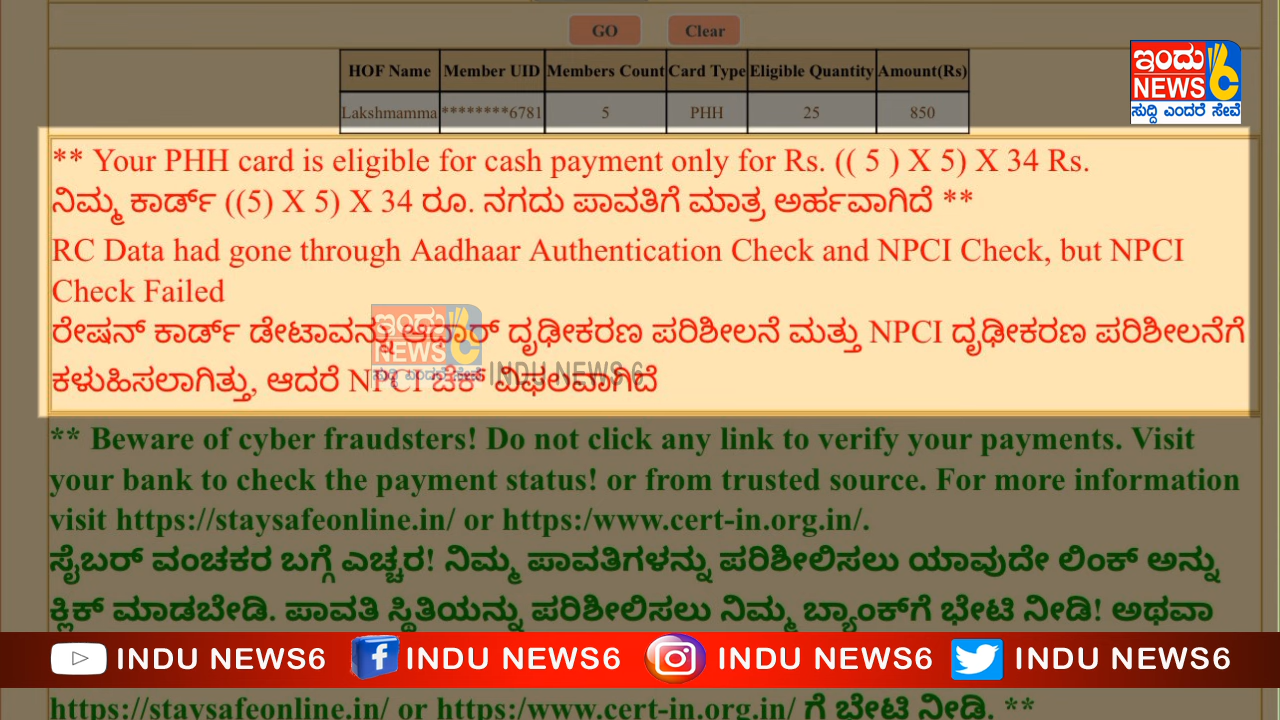 GO Clear
ಇಂದು
NEWS 6
ಸುದ್ದಿ ಎಂದರೆ ಸೇವೆ
HOF Name Member UID Members Count Card Type Eligible Quantity Amount(Rs)
Lakshmamma ********6781 5 PHH 25 850
** Your PHH card is eligible for cash payment only for Rs. (( 5 ) X 5) X 34 Rs.
ನಿಮ್ಮ ಕಾರ್ಡ್ ((5) X 5) X 34 ರೂ. ನಗದು ಪಾವತಿಗೆ ಮಾತ್ರ ಅರ್ಹವಾಗಿದೆ **
RC Data had gone through Aadhaar Authentication Check and NPCI Check, but NPCI
Check Failed
ರೇಷನ್ ಕಾರ್ಡ್ ಡೇಟಾವನ್ನು ಆಧಾರ್ ದೃಢೀಕರಣ ಪರಿಶೀಲನೆ ಮತ್ತು NPCI ದೃಢೀಕರಣ ಪರಿಶೀಲನೆಗೆ
ಕಳುಹಿಸಲಾಗಿತ್ತು, ಆದರೆ NPCI ಚೆಕ್ ವಿಫಲವಾಗಿದೆ
ಇಂದು
NEWS 6
ಸುದ್ದಿ ಎಂದರೆ ಸೇವೆ
INDU NEWS 6
** Beware of cyber fraudsters! Do not click any link to verify your payments. Visit
your bank to check the payment status! or from trusted source. For more information
visit https://staysafeonline.in/ or https:/www.cert-in.org.in/.
ಸೈಬರ್ ವಂಚಕರ ಬಗ್ಗೆ ಎಚ್ಚರ! ನಿಮ್ಮ ಪಾವತಿಗಳನ್ನು ಪರಿಶೀಲಿಸಲು ಯಾವುದೇ ಲಿಂಕ್ ಅನ್ನು
ಕ್ಲಿಕ್ ಮಾಡಬೇಡಿ. ಪಾವತಿ ಸ್ಥಿತಿಯನ್ನು ಪರಿಶೀಲಿಸಲು ನಿಮ್ಮ ಬ್ಯಾಂಕ್‌ಗೆ ಭೇಟಿ ನೀಡಿ! ಅಥವಾ
INDU NEWS6 INDU NEWS6 INDU NEWS6 INDU NEWS6
https://staysafeonline.in/ or https:/www.cert-in.org.in/ ಗೆ ಭೇಟಿ ನೀಡಿ. **